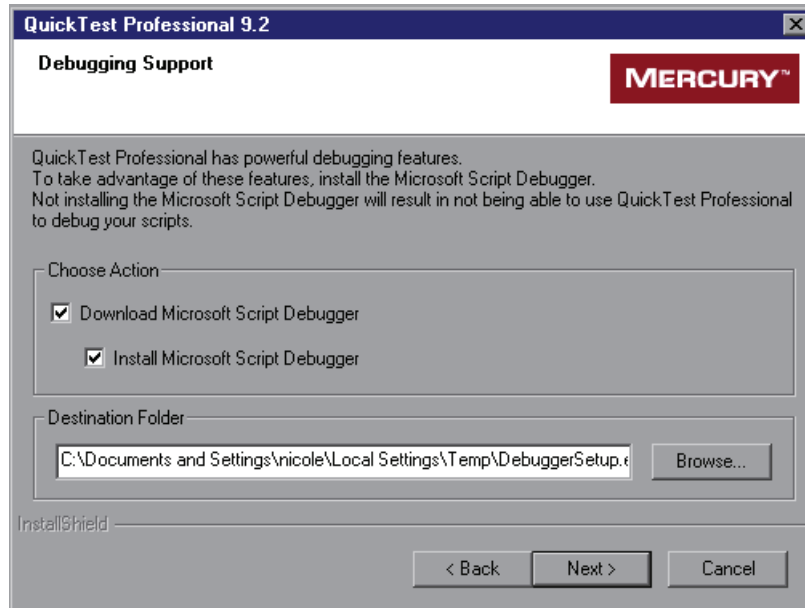 QuickTest Professional 9.2
Debugging Support
MERCURY™
QuickTest Professional has powerful debugging features.
To take advantage of these features, install the Microsoft Script Debugger.
Not installing the Microsoft Script Debugger will result in not being able to use QuickTest Professional
to debug your scripts.
Choose Action
Download Microsoft Script Debugger
Install Microsoft Script Debugger
Destination Folder
C:\Documents and Settings\nicole\Local Settings\Temp\DebuggerSetup.e
Browse...
InstallShield
< Back
Next >
Cancel